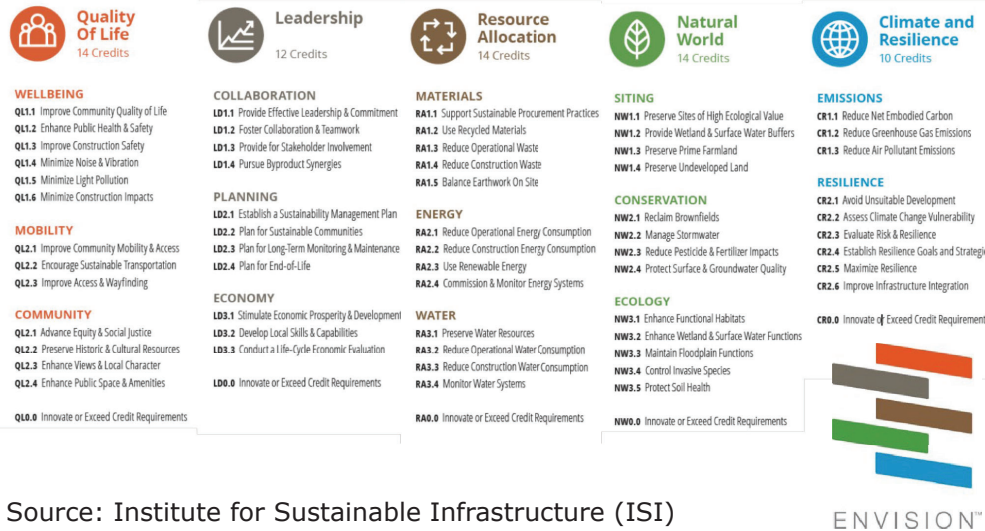 Quality
Of Life
14 Credits
WELLBEING
QL1.1 Improve Community Quality of Life
QL1.2 Enhance Public Health & Safety
QL1.3 Improve Construction Safety
QL1.4 Minimize Noise & Vibration
QL1.5 Minimize Light Pollution
QL1.6 Minimize Construction Impacts
MOBILITY
QL2.1 Improve Community Mobility & Access
QL2.2 Encourage Sustainable Transportation
QL2.3 Improve Access & Wayfinding
COMMUNITY
QL2.1 Advance Equity & Social Justice
QL2.2 Preserve Historic & Cultural Resources
QL2.3 Enhance Views & Local Character
QL2.4 Enhance Public Space & Amenities
QL0.0 Innovate or Exceed Credit Requirements
Leadership
12 Credits
COLLABORATION
LD1.1 Provide Effective Leadership & Commitment
LD1.2 Foster Collaboration & Teamwork
LD1.3 Provide for Stakeholder Involvement
LD1.4 Pursue Byproduct Synergies
PLANNING
LD2.1 Establish a Sustainability Management Plan
LD2.2 Plan for Sustainable Communities
LD2.3 Plan for Long-Term Monitoring & Maintenance
LD2.4 Plan for End-of-Life
ECONOMY
LD3.1 Stimulate Economic Prosperity & Development
LD3.2 Develop Local Skills & Capabilities
LD3.3 Conduct a Life-Cycle Economic Evaluation
LD0.0 Innovate or Exceed Credit Requirements
Resource
Allocation
14 Credits
MATERIALS
RA1.1 Support Sustainable Procurement Practices
RA1.2 Use Recycled Materials
RA1.3 Reduce Operational Waste
RA1.4 Reduce Construction Waste
RA1.5 Balance Earthwork On Site
ENERGY
RA2.1 Reduce Operational Energy Consumption
RA2.2 Reduce Construction Energy Consumption
RA2.3 Use Renewable Energy
RA2.4 Commission & Monitor Energy Systems
WATER
RA3.1 Preserve Water Resources
RA3.2 Reduce Operational Water Consumption
RA3.3 Reduce Construction Water Consumption
RA3.4 Monitor Water Systems
RA0.0 Innovate or Exceed Credit Requirements
Natural
World
14 Credits
SITING
NW1.1 Preserve Sites of High Ecological Value
NW1.2 Provide Wetland & Surface Water Buffers
NW1.3 Preserve Prime Farmland
NW1.4 Preserve Undeveloped Land
CONSERVATION
NW2.1 Reclaim Brownfields
NW2.2 Manage Stormwater
NW2.3 Reduce Pesticide & Fertilizer Impacts
NW2.4 Protect Surface & Groundwater Quality
ECOLOGY
NW3.1 Enhance Functional Habitats
NW3.2 Enhance Wetland & Surface Water Functions
NW3.3 Maintain Floodplain Functions
NW3.4 Control Invasive Species
NW3.5 Protect Soil Health
NW0.0 Innovate or Exceed Credit Requirements
Climate and
Resilience
10 Credits
EMISSIONS
CR1.1 Reduce Net Embodied Carbon
CR1.2 Reduce Greenhouse Gas Emissions
CR1.3 Reduce Air Pollutant Emissions
RESILIENCE
CR2.1 Avoid Unsuitable Development
CR2.2 Assess Climate Change Vulnerability
CR2.3 Evaluate Risk & Resilience
CR2.4 Establish Resilience Goals and Strategie
CR2.5 Maximize Resilience
CR2.6 Improve Infrastructure Integration
CR0.0 Innovate or Exceed Credit Requirement
ENVISION™
Source: Institute for Sustainable Infrastructure (ISI)